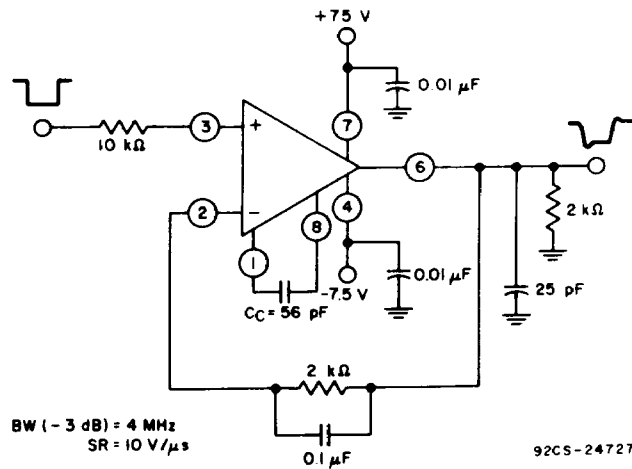 +75 V
0.01 µF
3
+
7
10 kΩ
6
2
−
8
4
1
2 kΩ
0.01 µF
-7.5 V
25 pF
CC = 56 pF
2 kΩ
BW (-3 dB) = 4 MHz
SR = 10 V/µs
0.1 µF
92CS-24727